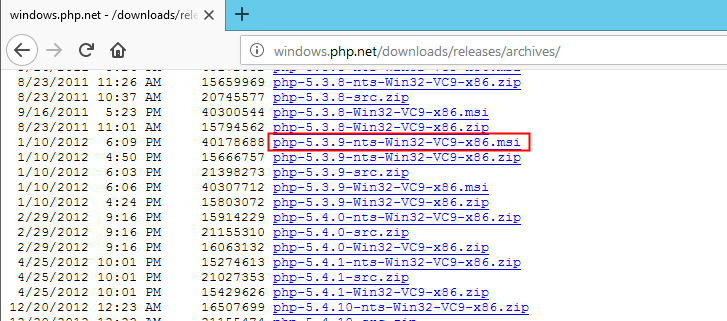 windows.php.net - /downloads/rele
windows.php.net/downloads/releases/archives/
8/23/2011 11:26 AM 15659969 php-5.3.8-nts-Win32-VC9-x86.zip
8/23/2011 10:37 AM 20745577 php-5.3.8-src.zip
9/16/2011 5:23 PM 40300544 php-5.3.8-Win32-VC9-x86.msi
8/23/2011 11:01 AM 15794562 php-5.3.8-Win32-VC9-x86.zip
1/10/2012 6:09 PM 40178688 php-5.3.9-nts-Win32-VC9-x86.msi
1/10/2012 4:50 PM 15666757 php-5.3.9-nts-Win32-VC9-x86.zip
1/10/2012 6:03 PM 21398273 php-5.3.9-src.zip
1/10/2012 6:06 PM 40307712 php-5.3.9-Win32-VC9-x86.msi
1/10/2012 4:24 PM 15803072 php-5.3.9-Win32-VC9-x86.zip
2/29/2012 9:16 PM 15914229 php-5.4.0-nts-Win32-VC9-x86.zip
2/29/2012 9:16 PM 21155310 php-5.4.0-src.zip
2/29/2012 9:16 PM 16063132 php-5.4.0-Win32-VC9-x86.zip
4/25/2012 10:01 PM 15274613 php-5.4.1-nts-Win32-VC9-x86.zip
4/25/2012 10:01 PM 21027353 php-5.4.1-src.zip
4/25/2012 10:01 PM 15429626 php-5.4.1-Win32-VC9-x86.zip
12/20/2012 12:23 AM 16507699 php-5.4.10-nts-Win32-VC9-x86.zip